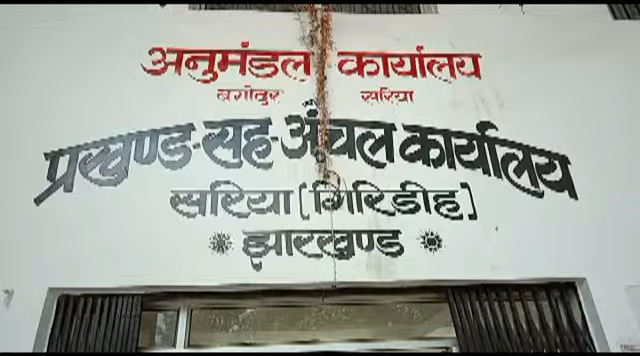 अनुमंडल कार्यालय
बगोदर सरिया
प्रखण्ड-सह-अंचल कार्यालय
सरिया (गिरिडीह)
झारखण्ड